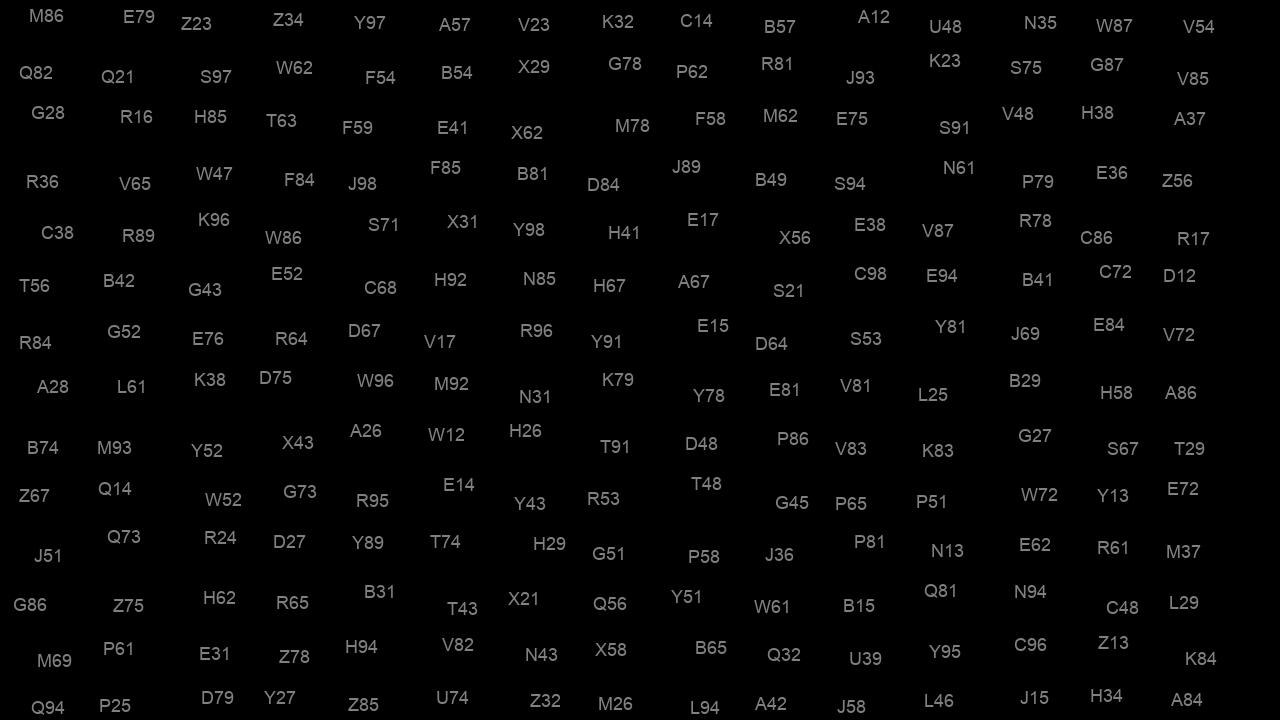 M86 E79 Z23 Z34 Y97 A57 V23 K32 C14 B57 A12 U48 N35 W87 V54
Q82 Q21 S97 W62 F54 B54 X29 G78 P62 R81 J93 K23 S75 G87 V85
G28 R16 H85 T63 F59 E41 X62 M78 F58 M62 E75 S91 V48 H38 A37
R36 V65 W47 F84 J98 F85 B81 D84 J89 B49 S94 N61 P79 E36 Z56
C38 R89 K96 W86 S71 X31 Y98 H41 E17 X56 E38 V87 R78 C86 R17
T56 B42 G43 E52 C68 H92 N85 H67 A67 S21 C98 E94 B41 C72 D12
R84 G52 E76 R64 D67 V17 R96 Y91 E15 D64 S53 Y81 J69 E84 V72
A28 L61 K38 D75 W96 M92 N31 K79 Y78 E81 V81 L25 B29 H58 A86
B74 M93 Y52 X43 A26 W12 H26 T91 D48 P86 V83 K83 G27 S67 T29
Z67 Q14 W52 G73 R95 E14 Y43 R53 T48 G45 P65 P51 W72 Y13 E72
J51 Q73 R24 D27 Y89 T74 H29 G51 P58 J36 P81 N13 E62 R61 M37
G86 Z75 H62 R65 B31 T43 X21 Q56 Y51 W61 B15 Q81 N94 C48 L29
M69 P61 E31 Z78 H94 V82 N43 X58 B65 Q32 U39 Y95 C96 Z13 K84
Q94 P25 D79 Y27 Z85 U74 Z32 M26 L94 A42 J58 L46 J15 H34 A84